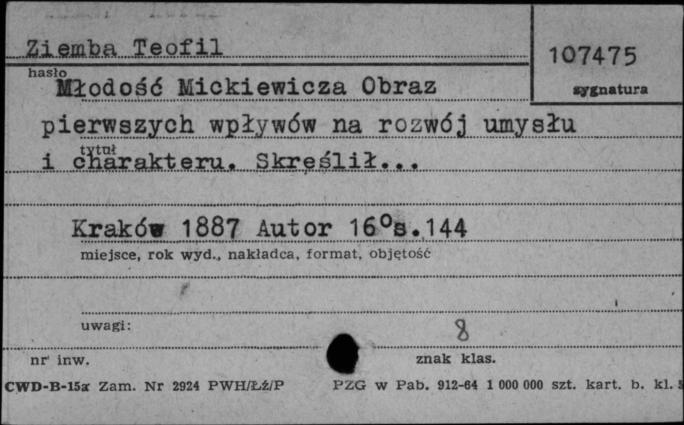 Ziemba Teofil
107475
hasło
sygnatura
Młodość Mickiewicza Obraz
pierwszych wpływów na rozwój umysłu
tytuł
i charakteru. Skreślił...
Kraków 1887 Autor 16°s.144
miejsce, rok wyd., nakładca, format, objętość
uwagi:
8
nr inw.
znak klas.
CWD-B-15a Zam. Nr 2924 PWH/Łż/P PZG w Pab. 912-64 1 000 000 szt. kart. b. kl.